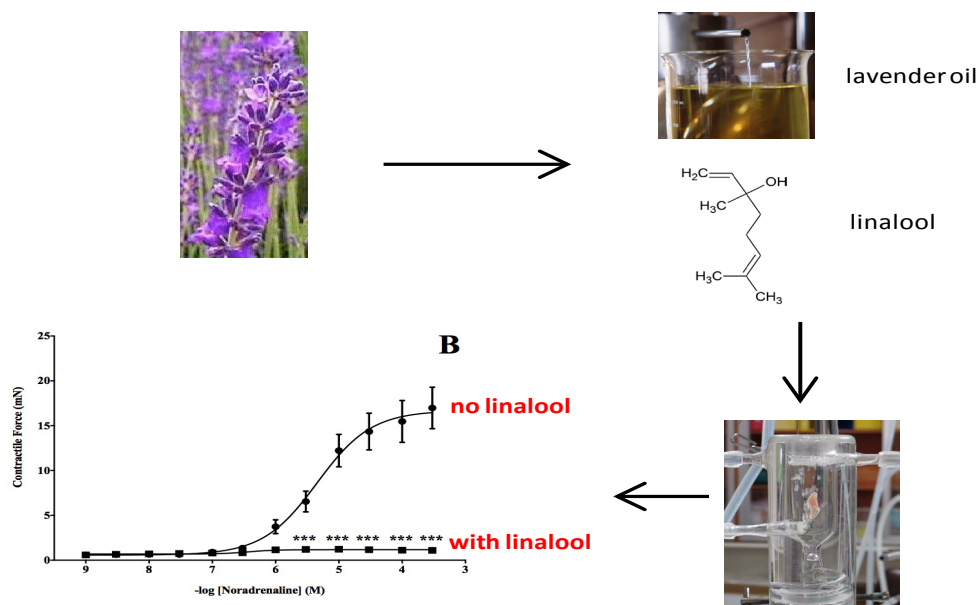 lavender oil
H₂C
OH
H₃C
linalool
H₃C
CH₃
25
B
20
no linalool
15
Contractile Force (mN)
10
5
*** *** *** *** ***
with linalool
0
9 8 7 6 5 4 3
-log [Noradrenaline] (M)